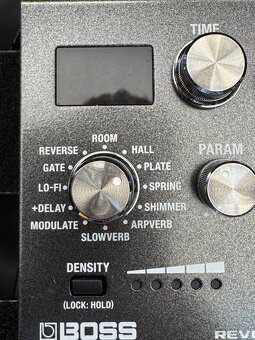 TIME
ROOM
REVERSE HALL
GATE PLATE
PARAM
LO-FI SPRING
+DELAY SHIMMER
MODULATE ARPVERB
SLOWVERB
DENSITY
(LOCK: HOLD)
BOSS
REVE